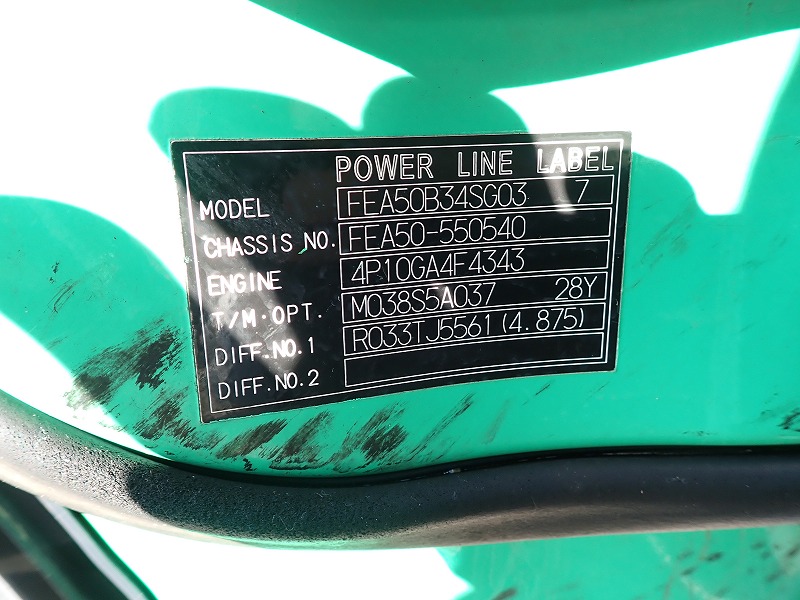 POWER LINE LABEL
MODEL FEA50B34SG03 7
CHASSIS NO. FEA50-550540
ENGINE 4P10GA4F4343
T/M·OPT. M038S5A037 28Y
DIFF.NO.1 R033TJ5561(4.875)
DIFF.NO.2